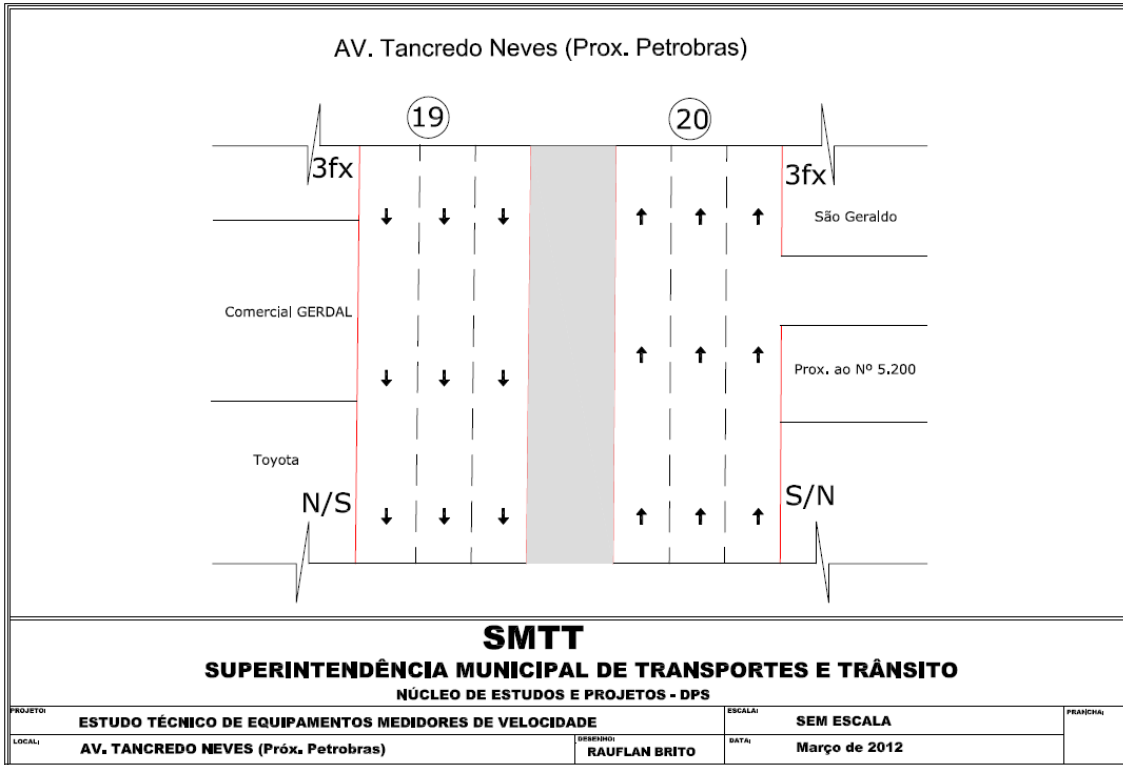 AV. Tancredo Neves (Prox. Petrobras)
19
20
3fx
3fx
São Geraldo
Comercial GERDAL
Prox. ao Nº 5.200
Toyota
N/S
S/N
SMTT
SUPERINTENDÊNCIA MUNICIPAL DE TRANSPORTES E TRÂNSITO
NÚCLEO DE ESTUDOS E PROJETOS - DPS
PROJETO: ESTUDO TÉCNICO DE EQUIPAMENTOS MEDIDORES DE VELOCIDADE
ESCALA: SEM ESCALA
PRANCHA:
LOCAL: AV. TANCREDO NEVES (Próx. Petrobras)
DESENHO: RAUFLAN BRITO
DATA: Março de 2012